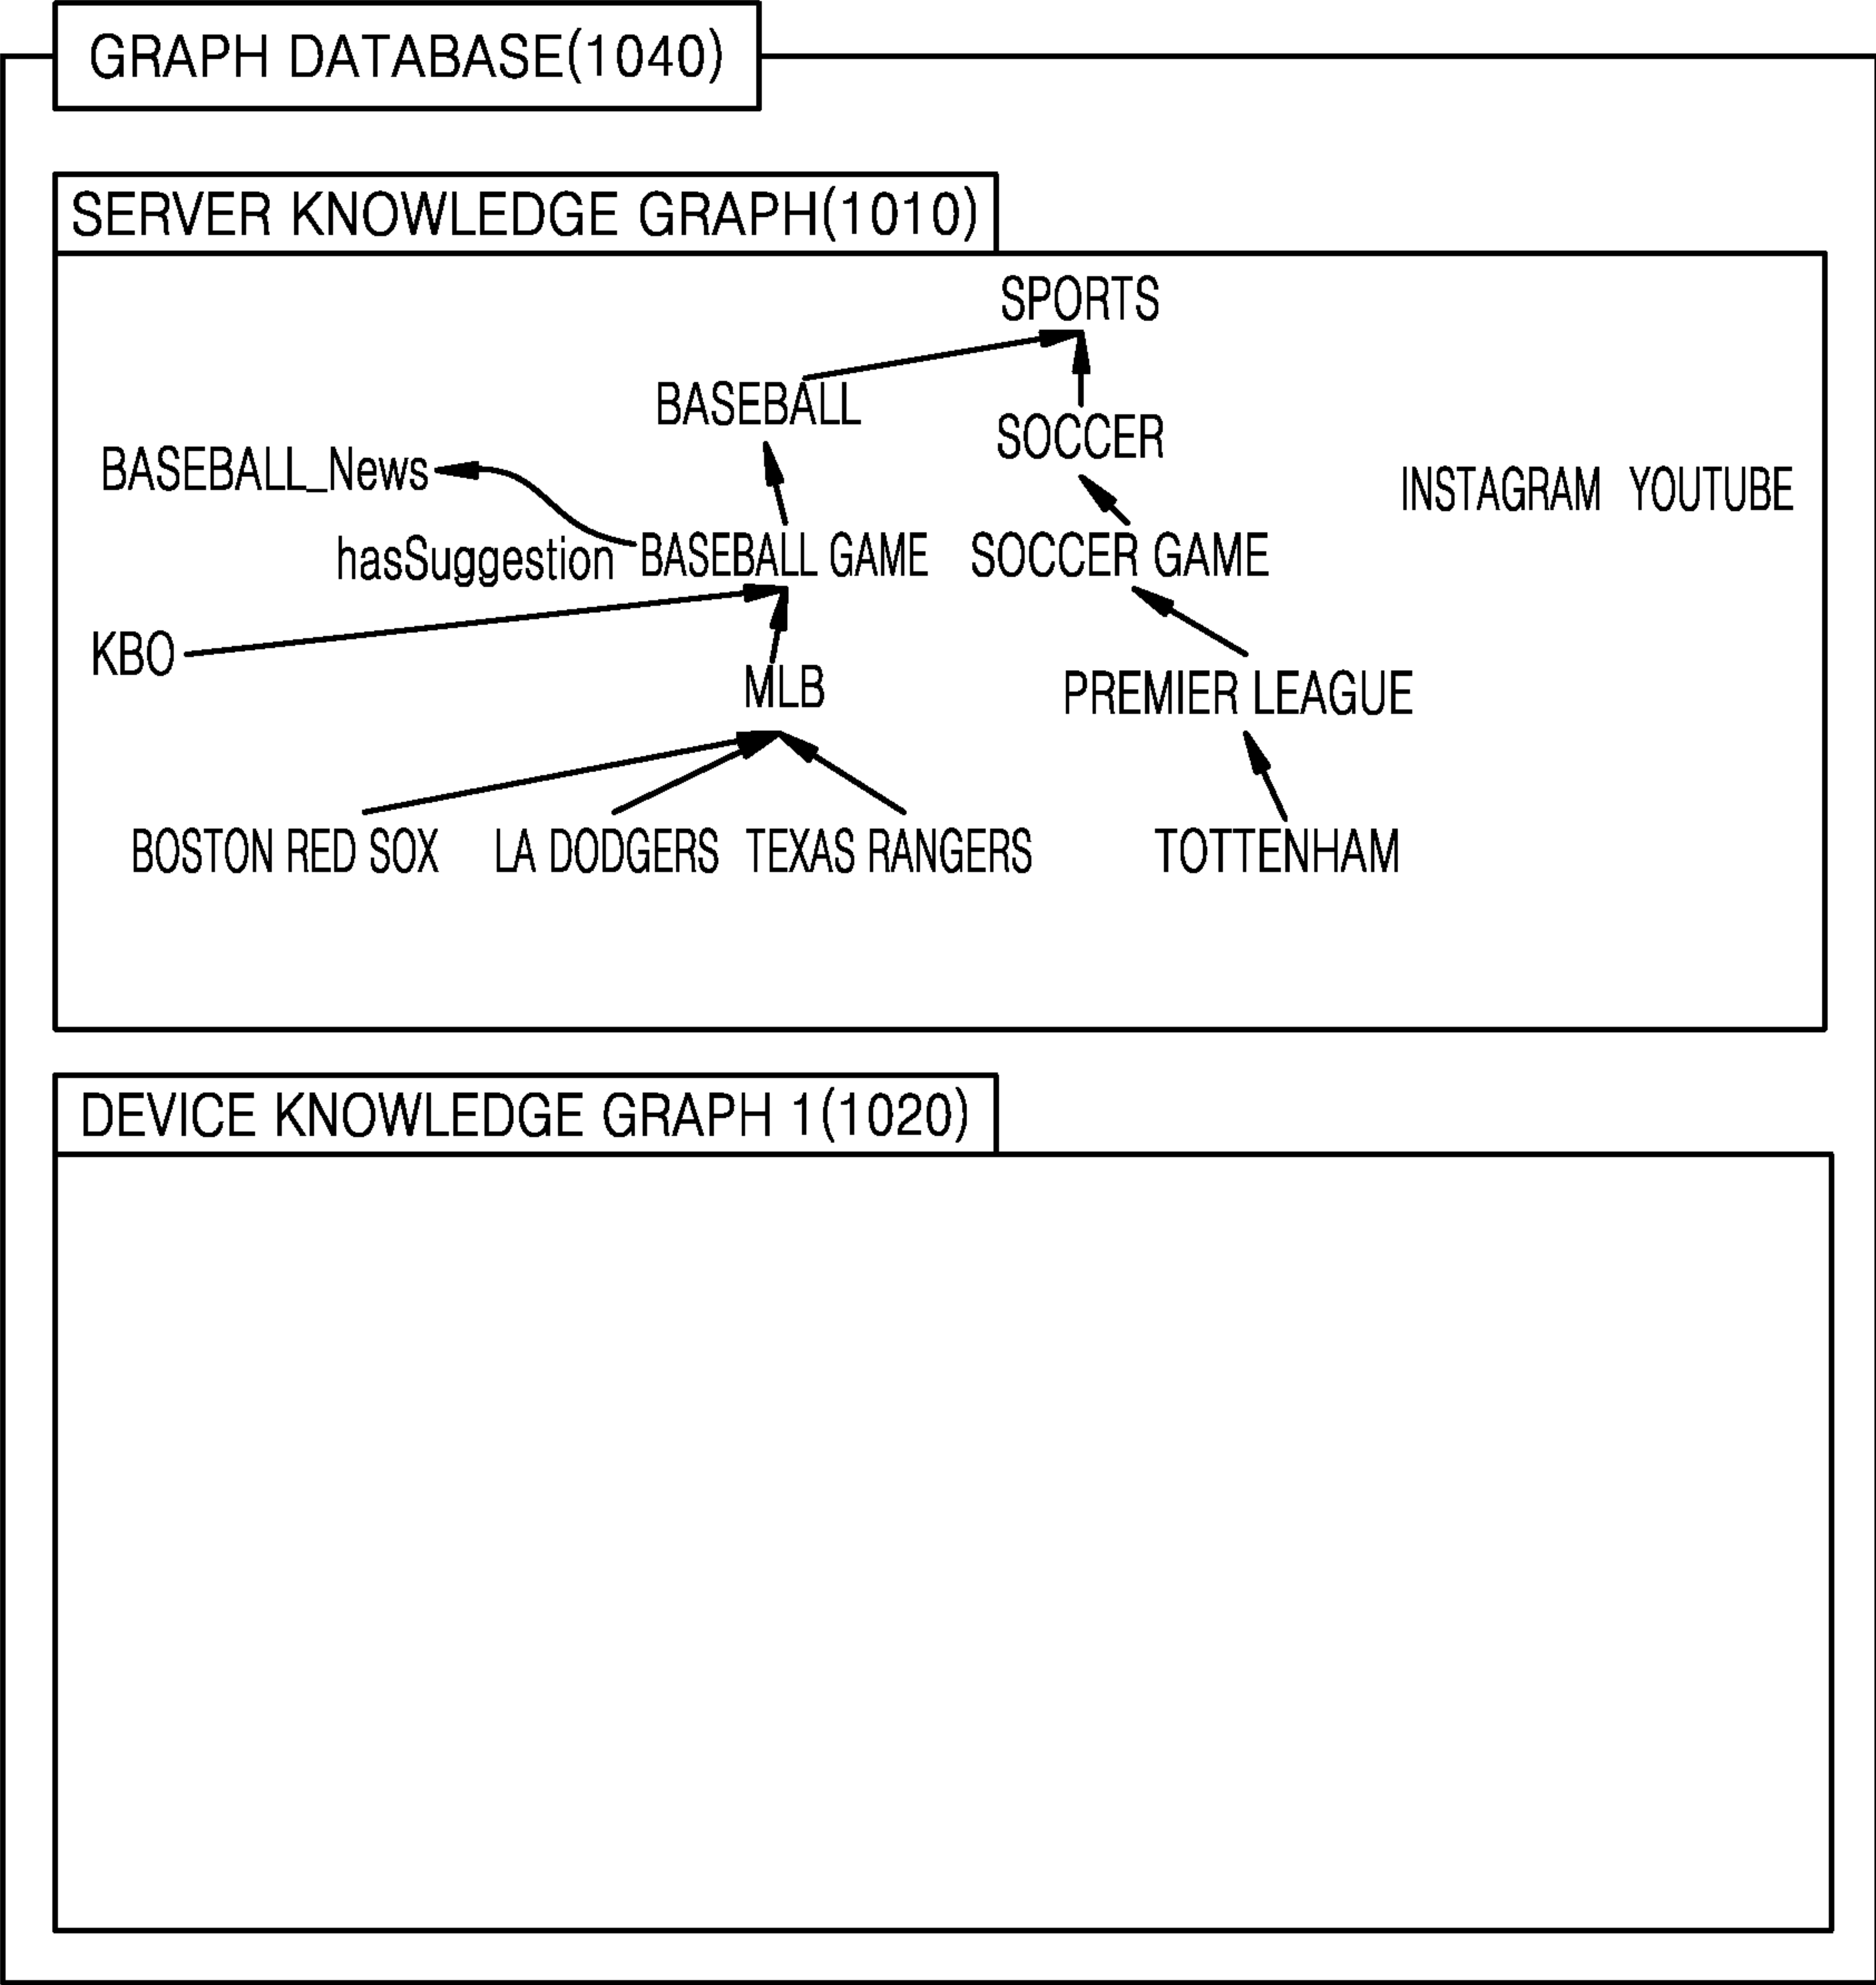 GRAPH DATABASE(1040)
SERVER KNOWLEDGE GRAPH(1010)
SPORTS
BASEBALL
SOCCER
BASEBALL_News
INSTAGRAM YOUTUBE
hasSuggestion BASEBALL GAME SOCCER GAME
KBO
MLB
PREMIER LEAGUE
BOSTON RED SOX LA DODGERS TEXAS RANGERS TOTTENHAM
DEVICE KNOWLEDGE GRAPH 1(1020)